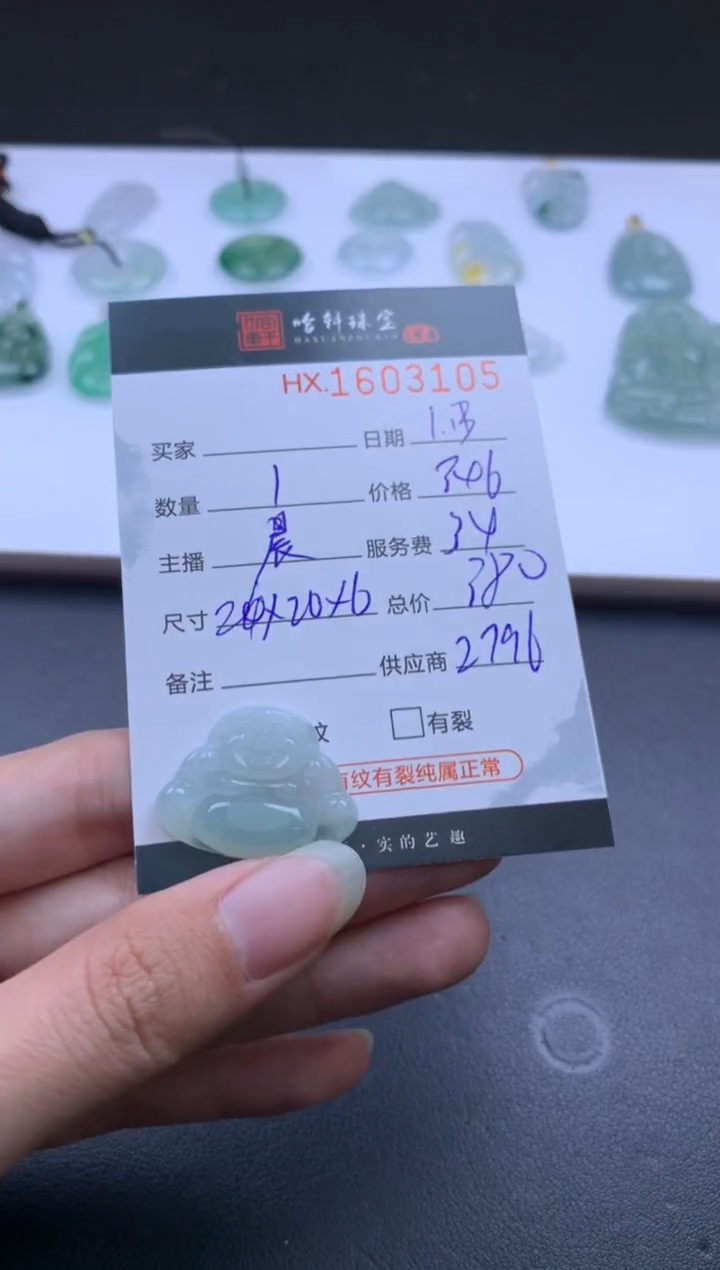 哈轩珠宝
HAXUANZHUBAO
HX.1603105
买家 日期 1.13
数量 1 价格 346
主播 晨 服务费 34
尺寸 24X20X6 总价 380
备注 供应商 2796
纹 有裂
有纹有裂纯属正常
·实的艺趣